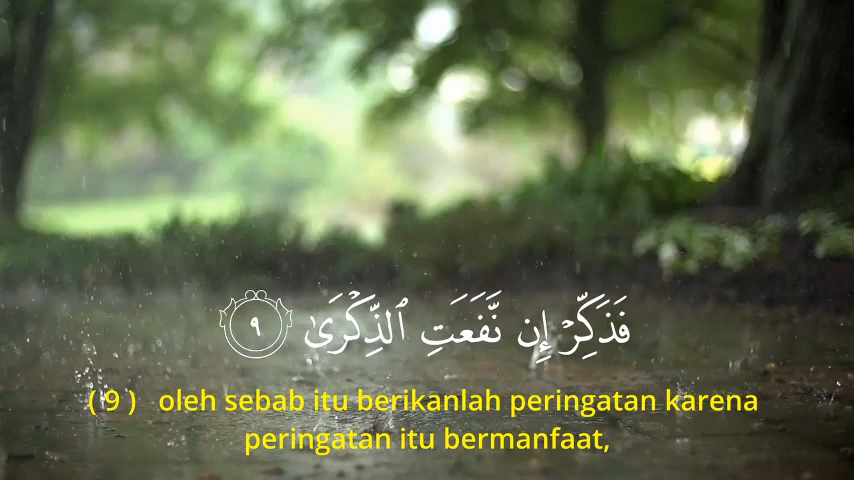 فَذَكِّرْ إِن نَّفَعَتِ ٱلذِّكْرَىٰ ٩
( 9 ) oleh sebab itu berikanlah peringatan karena
peringatan itu bermanfaat,